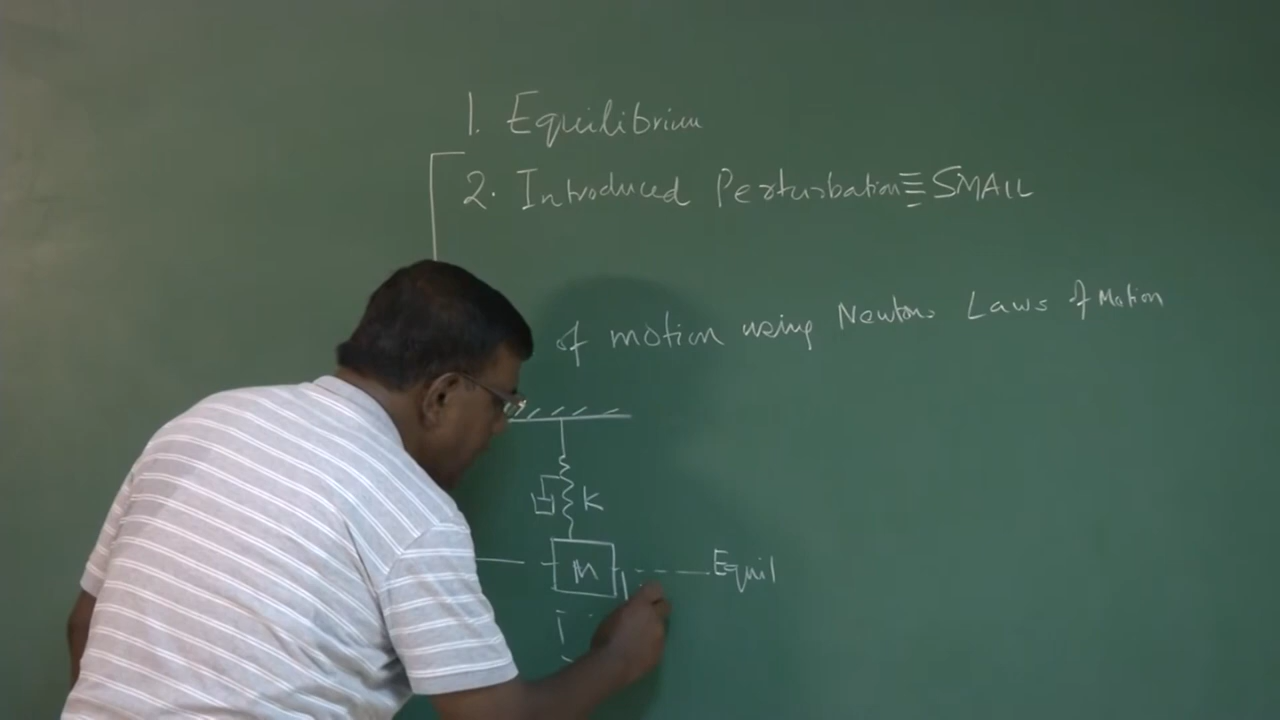 1. Equilibrium
2. Introduced Perturbation ≡ SMALL
of motion using Newtons Laws of Motion
K
M
Equil